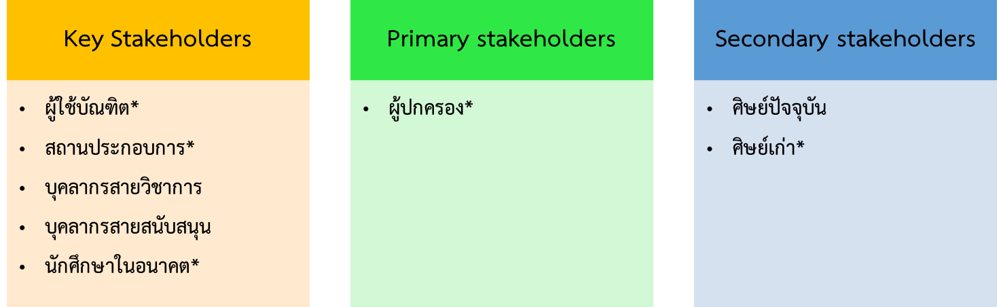 Key Stakeholders
• ผู้ใช้บัณฑิต*
• สถานประกอบการ*
• บุคลากรสายวิชาการ
• บุคลากรสายสนับสนุน
• นักศึกษาในอนาคต*
Primary stakeholders
• ผู้ปกครอง*
Secondary stakeholders
• ศิษย์ปัจจุบัน
• ศิษย์เก่า*